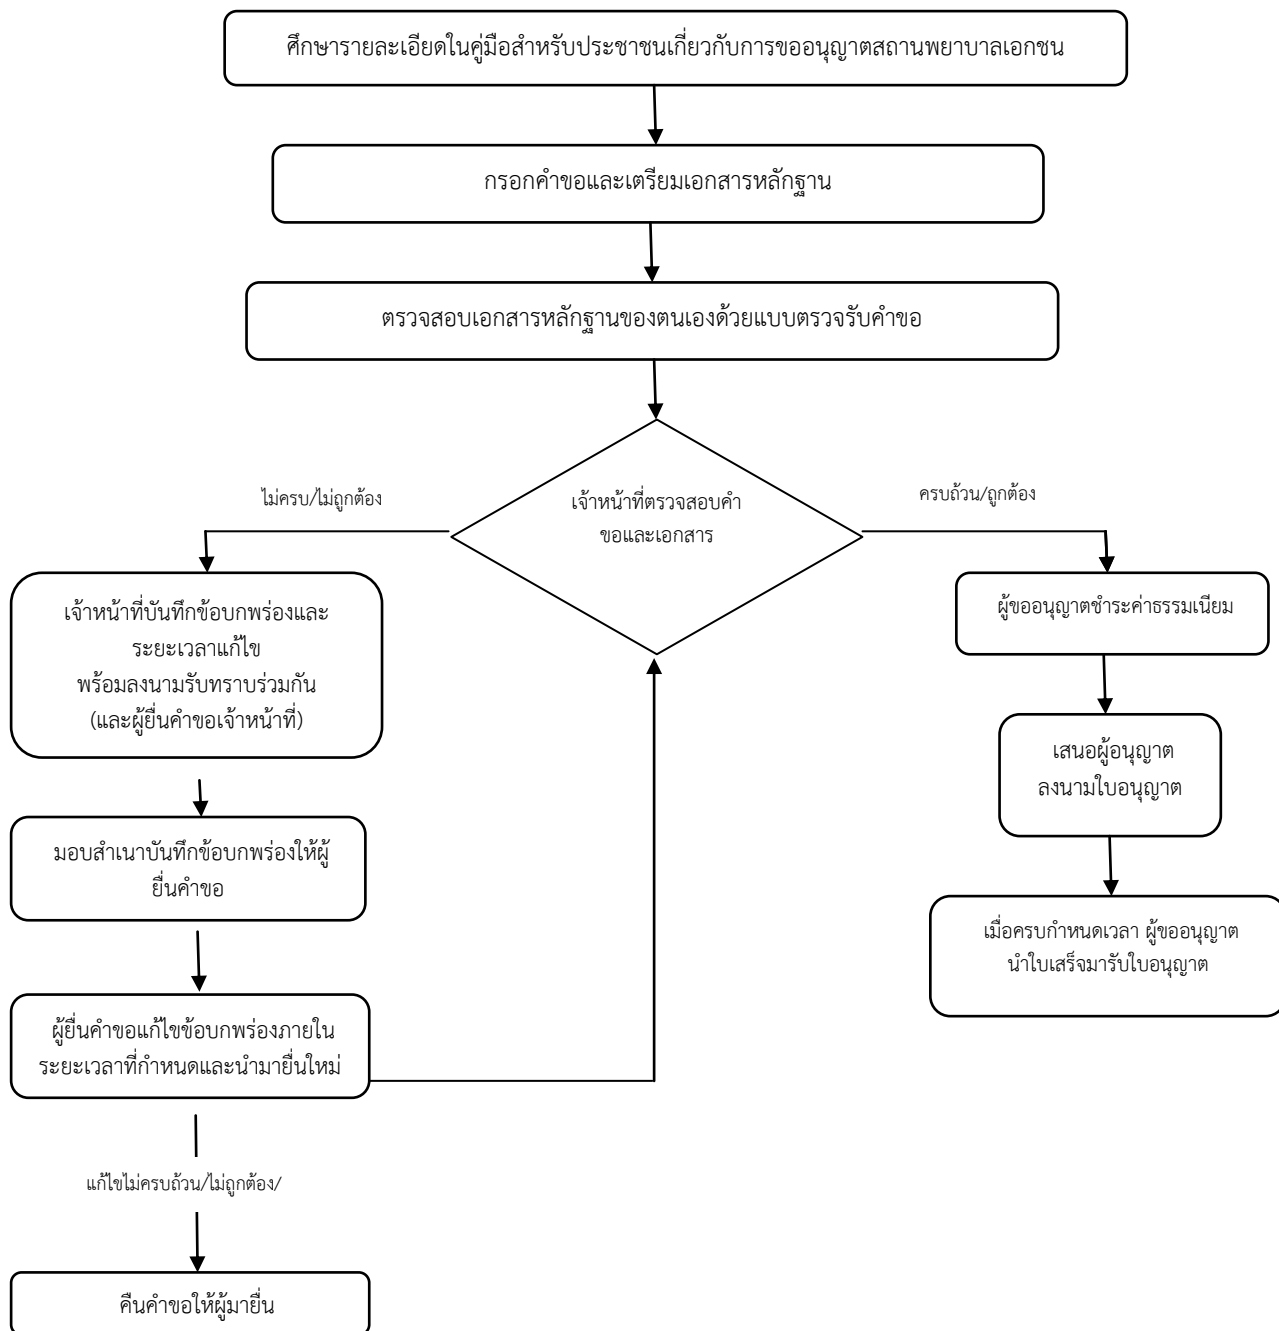 ศึกษารายละเอียดในคู่มือสำหรับประชาชนเกี่ยวกับการขออนุญาตสถานพยาบาลเอกชน
กรอกคำขอและเตรียมเอกสารหลักฐาน
ตรวจสอบเอกสารหลักฐานของตนเองด้วยแบบตรวจรับคำขอ
เจ้าหน้าที่ตรวจสอบคำ
ขอและเอกสาร
ไม่ครบ/ไม่ถูกต้อง
ครบถ้วน/ถูกต้อง
เจ้าหน้าที่บันทึกข้อบกพร่องและ
ระยะเวลาแก้ไข
พร้อมลงนามรับทราบร่วมกัน
(และผู้ยื่นคำขอเจ้าหน้าที่)
มอบสำเนาบันทึกข้อบกพร่องให้ผู้
ยื่นคำขอ
ผู้ยื่นคำขอแก้ไขข้อบกพร่องภายใน
ระยะเวลาที่กำหนดและนำมายื่นใหม่
แก้ไขไม่ครบถ้วน/ไม่ถูกต้อง/
คืนคำขอให้ผู้มายื่น
ผู้ขออนุญาตชำระค่าธรรมเนียม
เสนอผู้อนุญาต
ลงนามใบอนุญาต
เมื่อครบกำหนดเวลา ผู้ขออนุญาต
นำใบเสร็จมารับใบอนุญาต